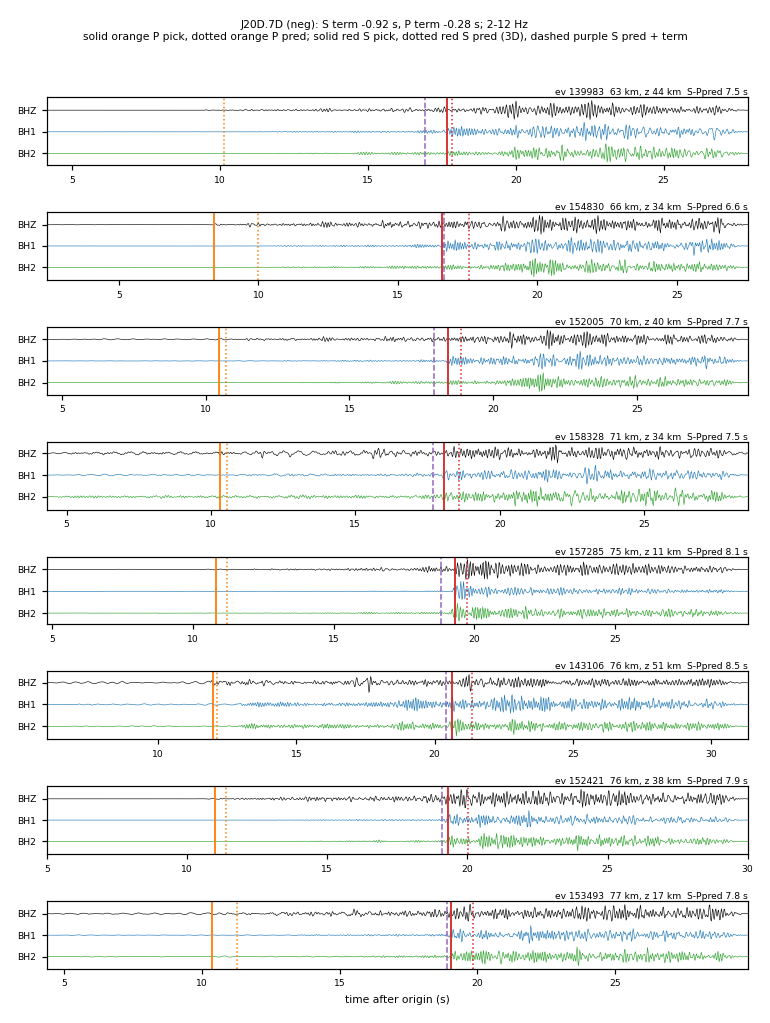 J20D.7D (neg): S term -0.92 s, P term -0.28 s; 2-12 Hz
solid orange P pick, dotted orange P pred; solid red S pick, dotted red S pred (3D), dashed purple S pred + term
ev 139983  63 km, z 44 km  S-Ppred 7.5 s
BHZ
BH1
BH2
5 10 15 20 25
ev 154830  66 km, z 34 km  S-Ppred 6.6 s
BHZ
BH1
BH2
5 10 15 20 25
ev 152005  70 km, z 40 km  S-Ppred 7.7 s
BHZ
BH1
BH2
5 10 15 20 25
ev 158328  71 km, z 34 km  S-Ppred 7.5 s
BHZ
BH1
BH2
5 10 15 20 25
ev 157285  75 km, z 11 km  S-Ppred 8.1 s
BHZ
BH1
BH2
5 10 15 20 25
ev 143106  76 km, z 51 km  S-Ppred 8.5 s
BHZ
BH1
BH2
10 15 20 25 30
ev 152421  76 km, z 38 km  S-Ppred 7.9 s
BHZ
BH1
BH2
5 10 15 20 25 30
ev 153493  77 km, z 17 km  S-Ppred 7.8 s
BHZ
BH1
BH2
5 10 15 20 25
time after origin (s)